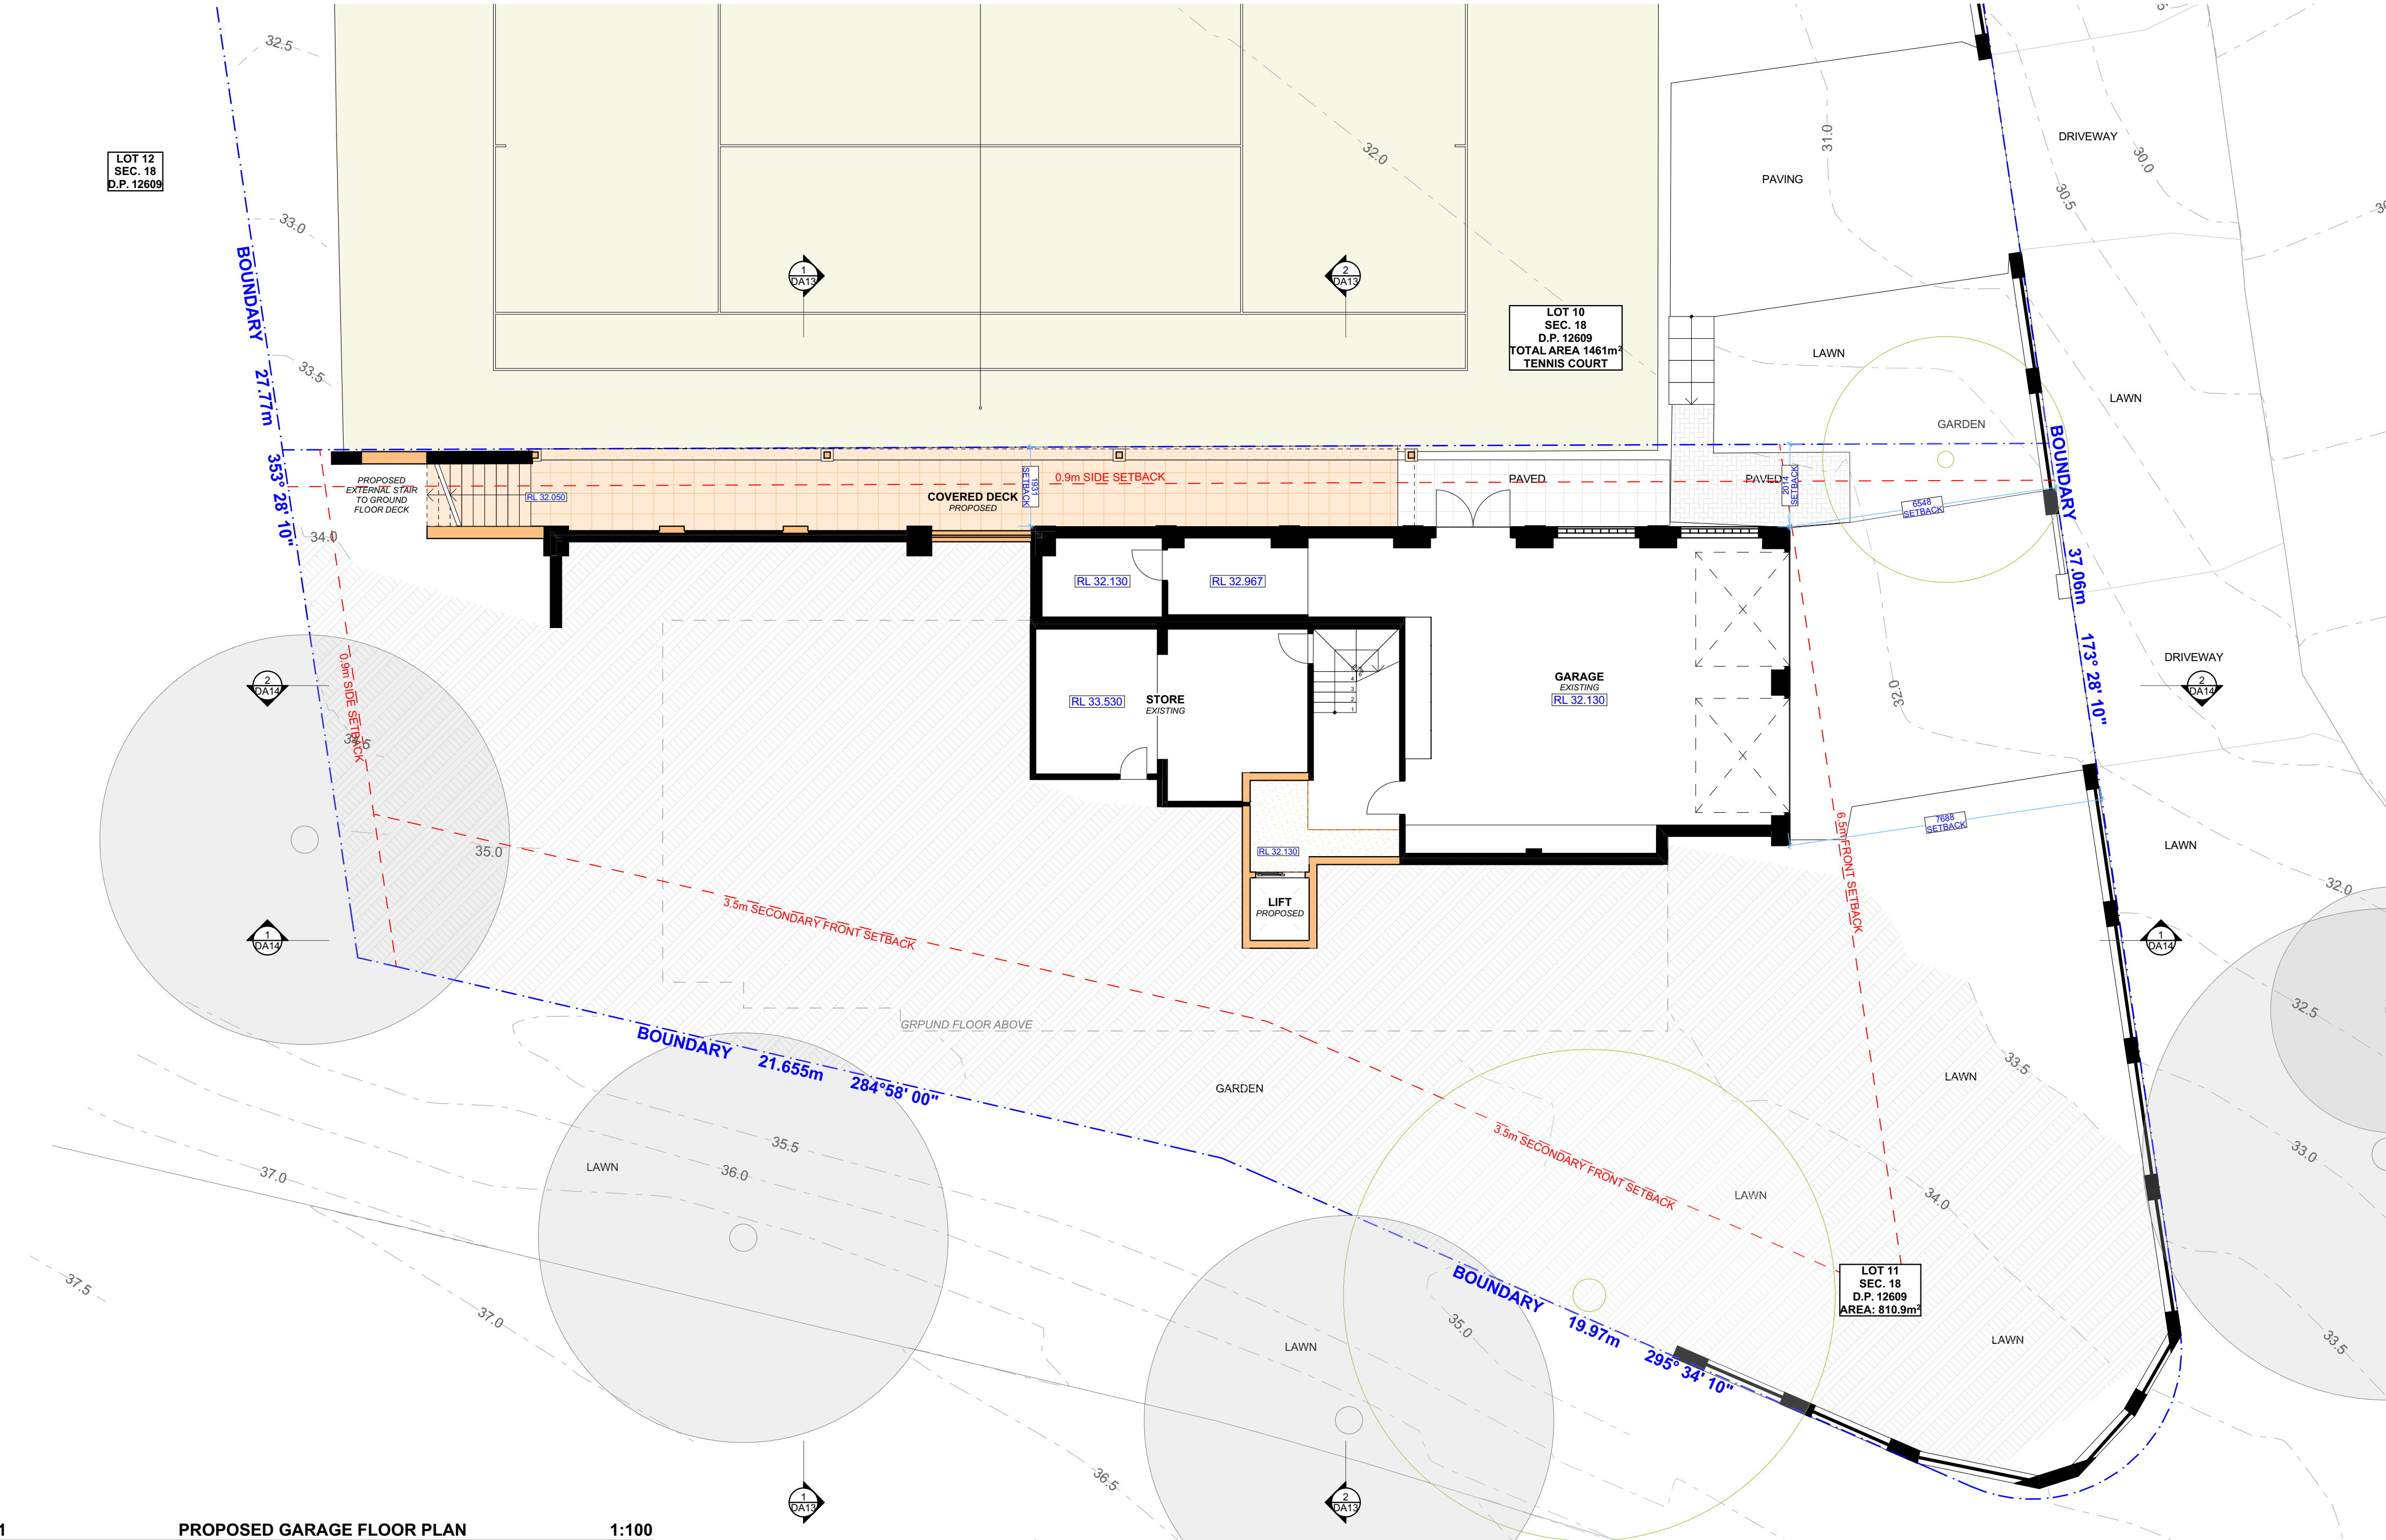 32.5
LOT 12
SEC. 18
D.P. 12609
33.0
BOUNDARY 27.77m 353° 28' 10"
33.5
1
DA13
2
DA13
32.0
LOT 10
SEC. 18
D.P. 12609
TOTAL AREA 1461m²
TENNIS COURT
31.0
PAVING
DRIVEWAY
30.0
30.5
LAWN
LAWN
GARDEN
BOUNDARY 37.06m 173° 28' 10"
PROPOSED
EXTERNAL STAIR
TO GROUND
FLOOR DECK
RL 32.050
COVERED DECK
PROPOSED
1931
SETBACK
0.9m SIDE SETBACK
PAVED
PAVED
2014
SETBACK
6548
SETBACK
34.0
RL 32.130
RL 32.967
0.9m SIDE SETBACK
34.5
2
DA14
RL 33.530
STORE
EXISTING
4
3
2
1
GARAGE
EXISTING
RL 32.130
32.0
DRIVEWAY
2
DA14
7688
SETBACK
6.5m FRONT SETBACK
LAWN
32.0
35.0
RL 32.130
LIFT
PROPOSED
3.5m SECONDARY FRONT SETBACK
1
DA14
1
DA14
32.5
GRPUND FLOOR ABOVE
BOUNDARY 21.655m 284°58' 00"
GARDEN
33.5
LAWN
35.5
36.0
LAWN
37.0
3.5m SECONDARY FRONT SETBACK
LAWN
34.0
33.0
37.5
37.0
BOUNDARY 19.97m 295° 34' 10"
LOT 11
SEC. 18
D.P. 12609
AREA: 810.9m²
35.0
LAWN
LAWN
33.5
36.5
1
DA13
2
DA13
1
PROPOSED GARAGE FLOOR PLAN 1:100